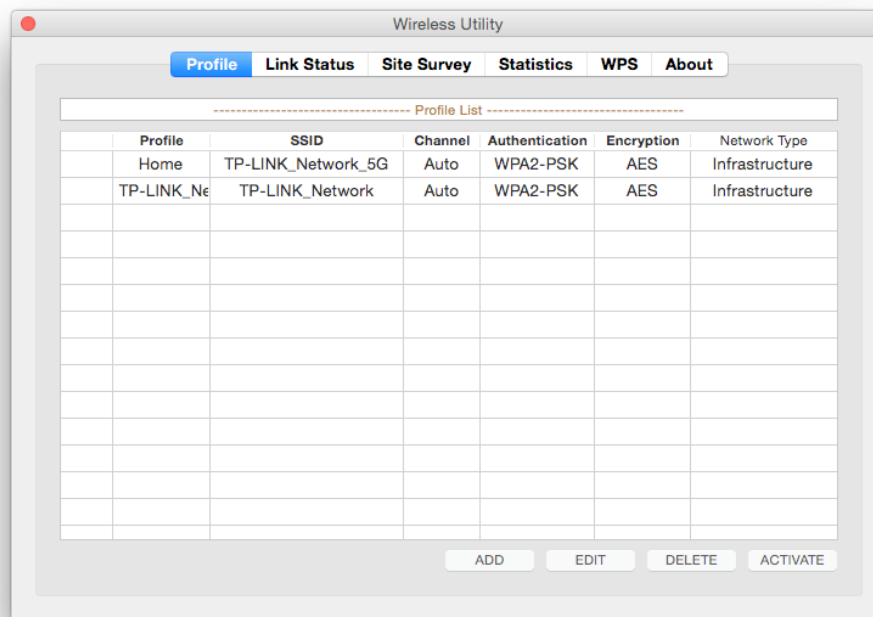 Wireless Utility
Profile Link Status Site Survey Statistics WPS About
----------------------------------- Profile List -----------------------------------
Profile SSID Channel Authentication Encryption Network Type
Home TP-LINK_Network_5G Auto WPA2-PSK AES Infrastructure
TP-LINK_Ne TP-LINK_Network Auto WPA2-PSK AES Infrastructure
ADD EDIT DELETE ACTIVATE